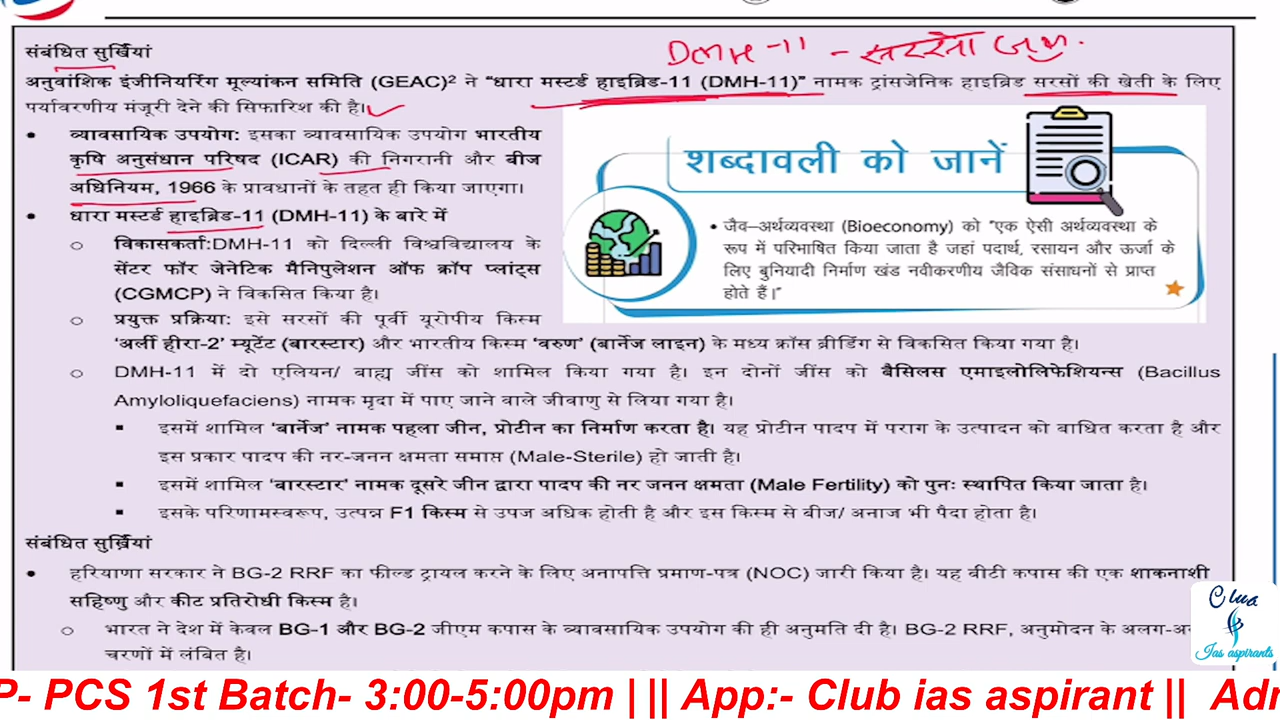 संबंधित सुर्ख़ियां
DMH-11 - सरसो
अनुवांशिक इंजीनियरिंग मूल्यांकन समिति (GEAC)² ने "धारा मस्टर्ड हाइब्रिड-11 (DMH-11)" नामक ट्रांसजेनिक हाइब्रिड सरसों की खेती के लिए
पर्यावरणीय मंजूरी देने की सिफारिश की है।
व्यावसायिक उपयोग: इसका व्यावसायिक उपयोग भारतीय
कृषि अनुसंधान परिषद (ICAR) की निगरानी और बीज
अधिनियम, 1966 के प्रावधानों के तहत ही किया जाएगा।
धारा मस्टर्ड हाइब्रिड-11 (DMH-11) के बारे में
विकासकर्ता:DMH-11 को दिल्ली विश्वविद्यालय के
सेंटर फॉर जेनेटिक मैनिपुलेशन ऑफ क्रॉप प्लांट्स
(CGMCP) ने विकसित किया है।
प्रयुक्त प्रक्रिया: इसे सरसों की पूर्वी यूरोपीय किस्म
'अर्ली हीरा-2' म्यूटेंट (बारस्टार) और भारतीय किस्म 'वरुण' (बार्नेज लाइन) के मध्य क्रॉस ब्रीडिंग से विकसित किया गया है।
शब्दावली को जानें
जैव–अर्थव्यवस्था (Bioeconomy) को "एक ऐसी अर्थव्यवस्था के
रूप में परिभाषित किया जाता है जहां पदार्थ, रसायन और ऊर्जा के
लिए बुनियादी निर्माण खंड नवीकरणीय जैविक संसाधनों से प्राप्त
होते हैं।"
DMH-11 में दो एलियन/ बाह्य जींस को शामिल किया गया है। इन दोनों जींस को बैसिलस एमाइलोलिफेशियन्स (Bacillus
Amyloliquefaciens) नामक मृदा में पाए जाने वाले जीवाणु से लिया गया है।
इसमें शामिल 'बार्नेज' नामक पहला जीन, प्रोटीन का निर्माण करता है। यह प्रोटीन पादप में पराग के उत्पादन को बाधित करता है और
इस प्रकार पादप की नर-जनन क्षमता समाप्त (Male-Sterile) हो जाती है।
इसमें शामिल 'बारस्टार' नामक दूसरे जीन द्वारा पादप की नर जनन क्षमता (Male Fertility) को पुनः स्थापित किया जाता है।
इसके परिणामस्वरूप, उत्पन्न F1 किस्म से उपज अधिक होती है और इस किस्म से बीज/ अनाज भी पैदा होता है।
संबंधित सुर्ख़ियां
हरियाणा सरकार ने BG-2 RRF का फील्ड ट्रायल करने के लिए अनापत्ति प्रमाण-पत्र (NOC) जारी किया है। यह बीटी कपास की एक शाकनाशी
सहिष्णु और कीट प्रतिरोधी किस्म है।
भारत ने देश में केवल BG-1 और BG-2 जीएम कपास के व्यावसायिक उपयोग की ही अनुमति दी है। BG-2 RRF, अनुमोदन के अलग-अ
चरणों में लंबित है।
Club
Ias aspirants
P- PCS 1st Batch- 3:00-5:00pm | || App:- Club ias aspirant || Ad